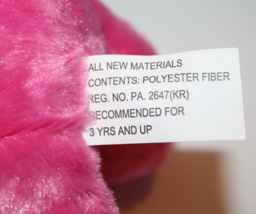 ALL NEW MATERIALS
CONTENTS: POLYESTER FIBER
REG. NO. PA. 2647(KR)
RECOMMENDED FOR
3 YRS AND UP